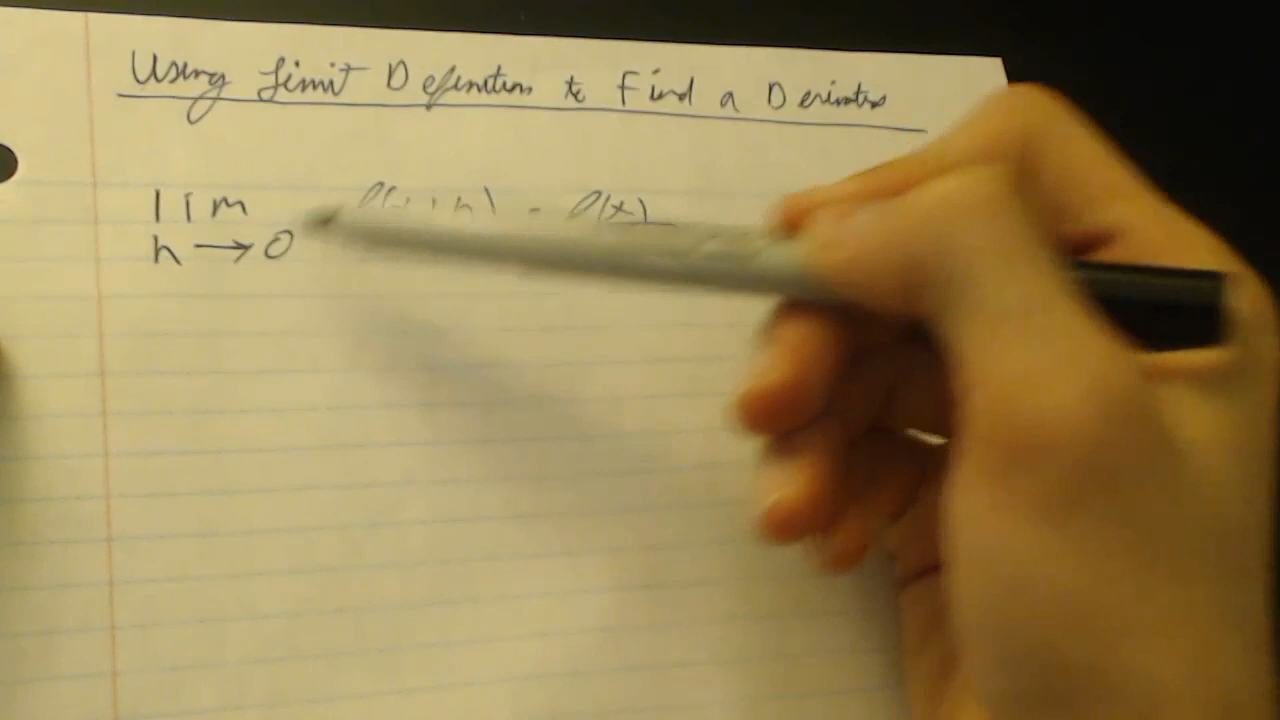 Using Limit Definition to Find a Derivative
lim f(x+h) - f(x)
h → 0